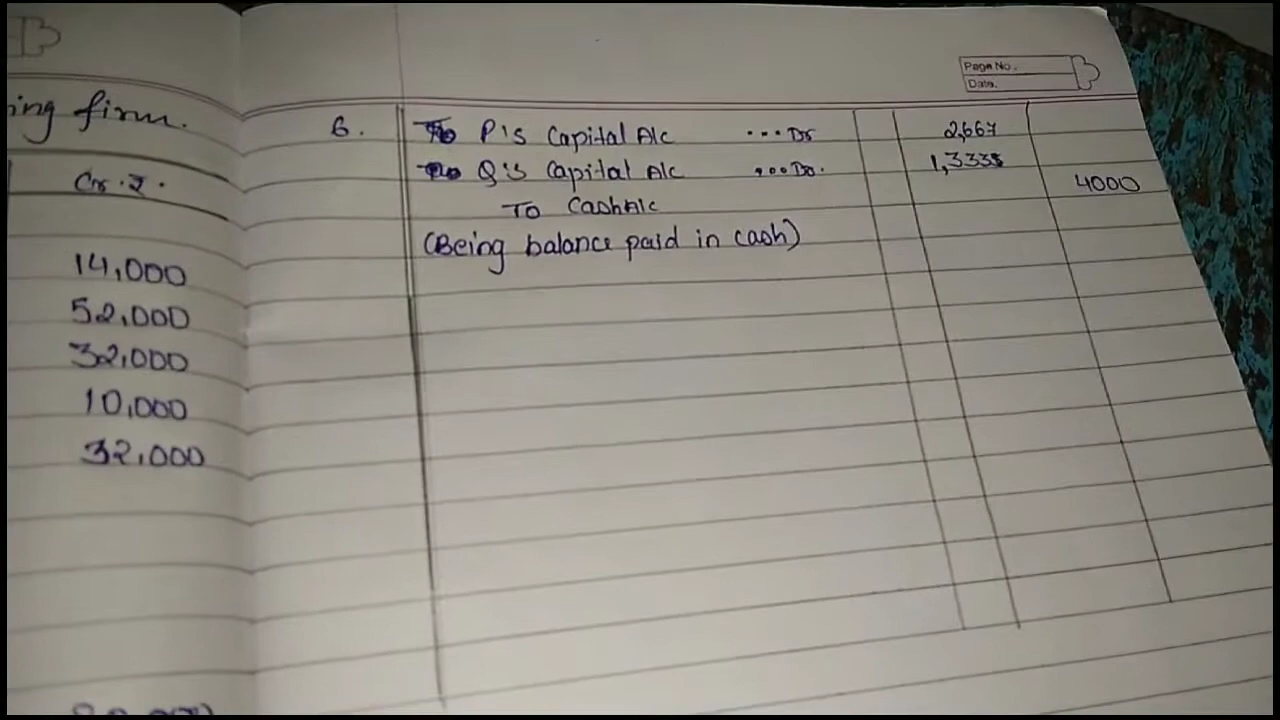 ing firm.
Cr. ₹.
14,000
52,000
32,000
10,000
32,000
Page No.
Date.
6. To P's Capital A/c ...Dr 2,667
Q's Capital A/c ...Dr. 1,333
4000
To Cash A/c
(Being balance paid in cash)